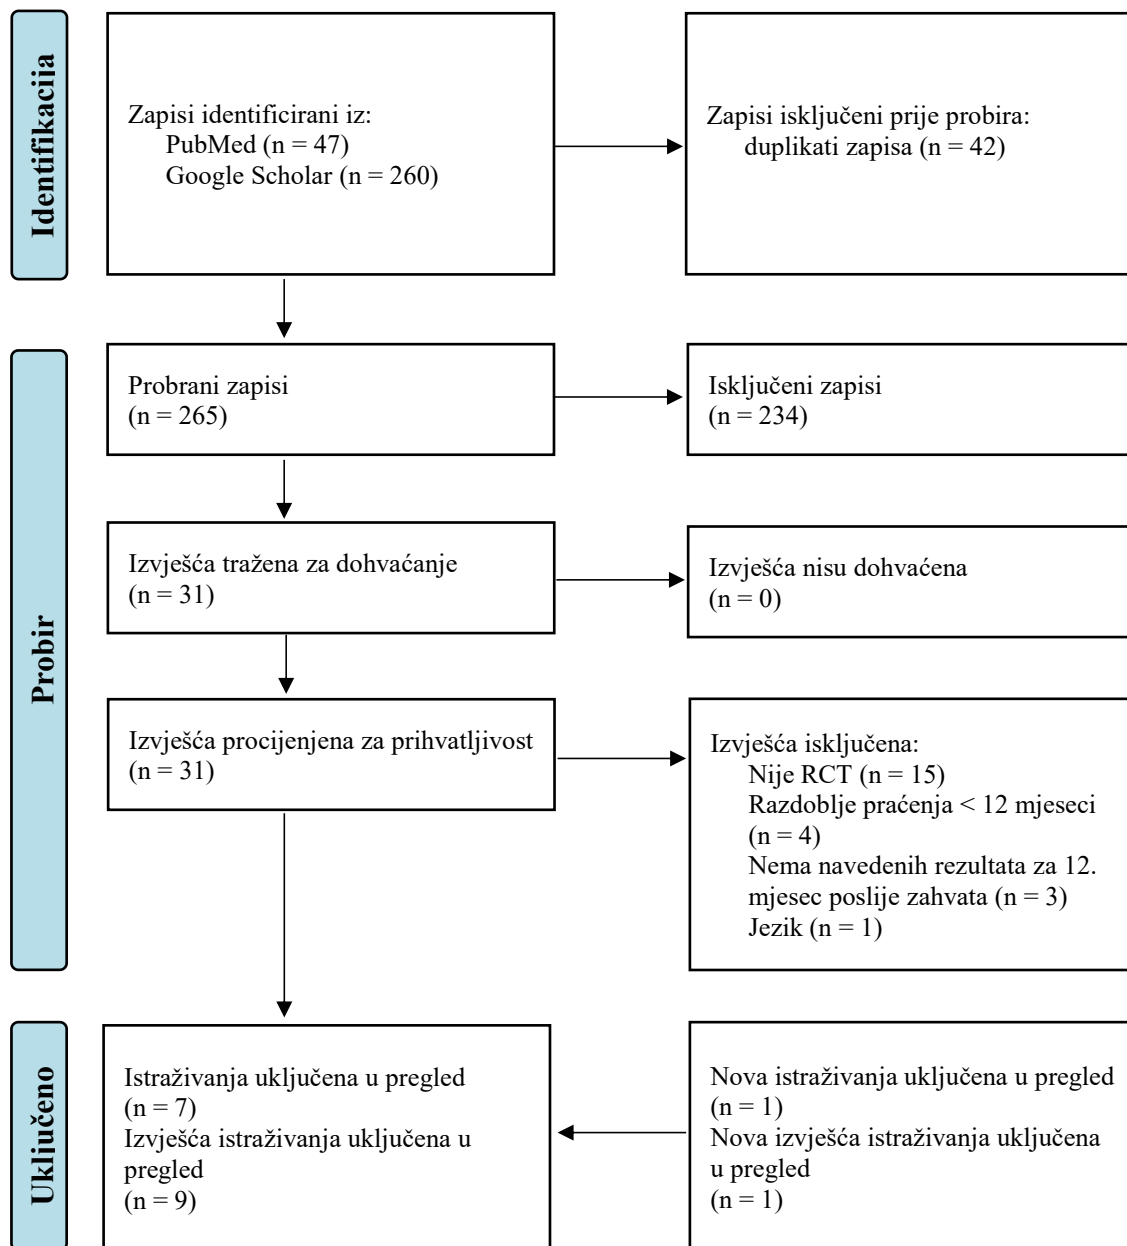 Identifikacija
Zapisi identificirani iz:
PubMed (n = 47)
Google Scholar (n = 260)
Zapisi isključeni prije probira:
duplikati zapisa (n = 42)
Probir
Probrani zapisi
(n = 265)
Isključeni zapisi
(n = 234)
Izvješća tražena za dohvaćanje
(n = 31)
Izvješća nisu dohvaćena
(n = 0)
Izvješća procijenjena za prihvatljivost
(n = 31)
Izvješća isključena:
Nije RCT (n = 15)
Razdoblje praćenja < 12 mjeseci
(n = 4)
Nema navedenih rezultata za 12.
mjesec poslije zahvata (n = 3)
Jezik (n = 1)
Uključeno
Istraživanja uključena u pregled
(n = 7)
Izvješća istraživanja uključena u
pregled
(n = 9)
Nova istraživanja uključena u pregled
(n = 1)
Nova izvješća istraživanja uključena
u pregled
(n = 1)